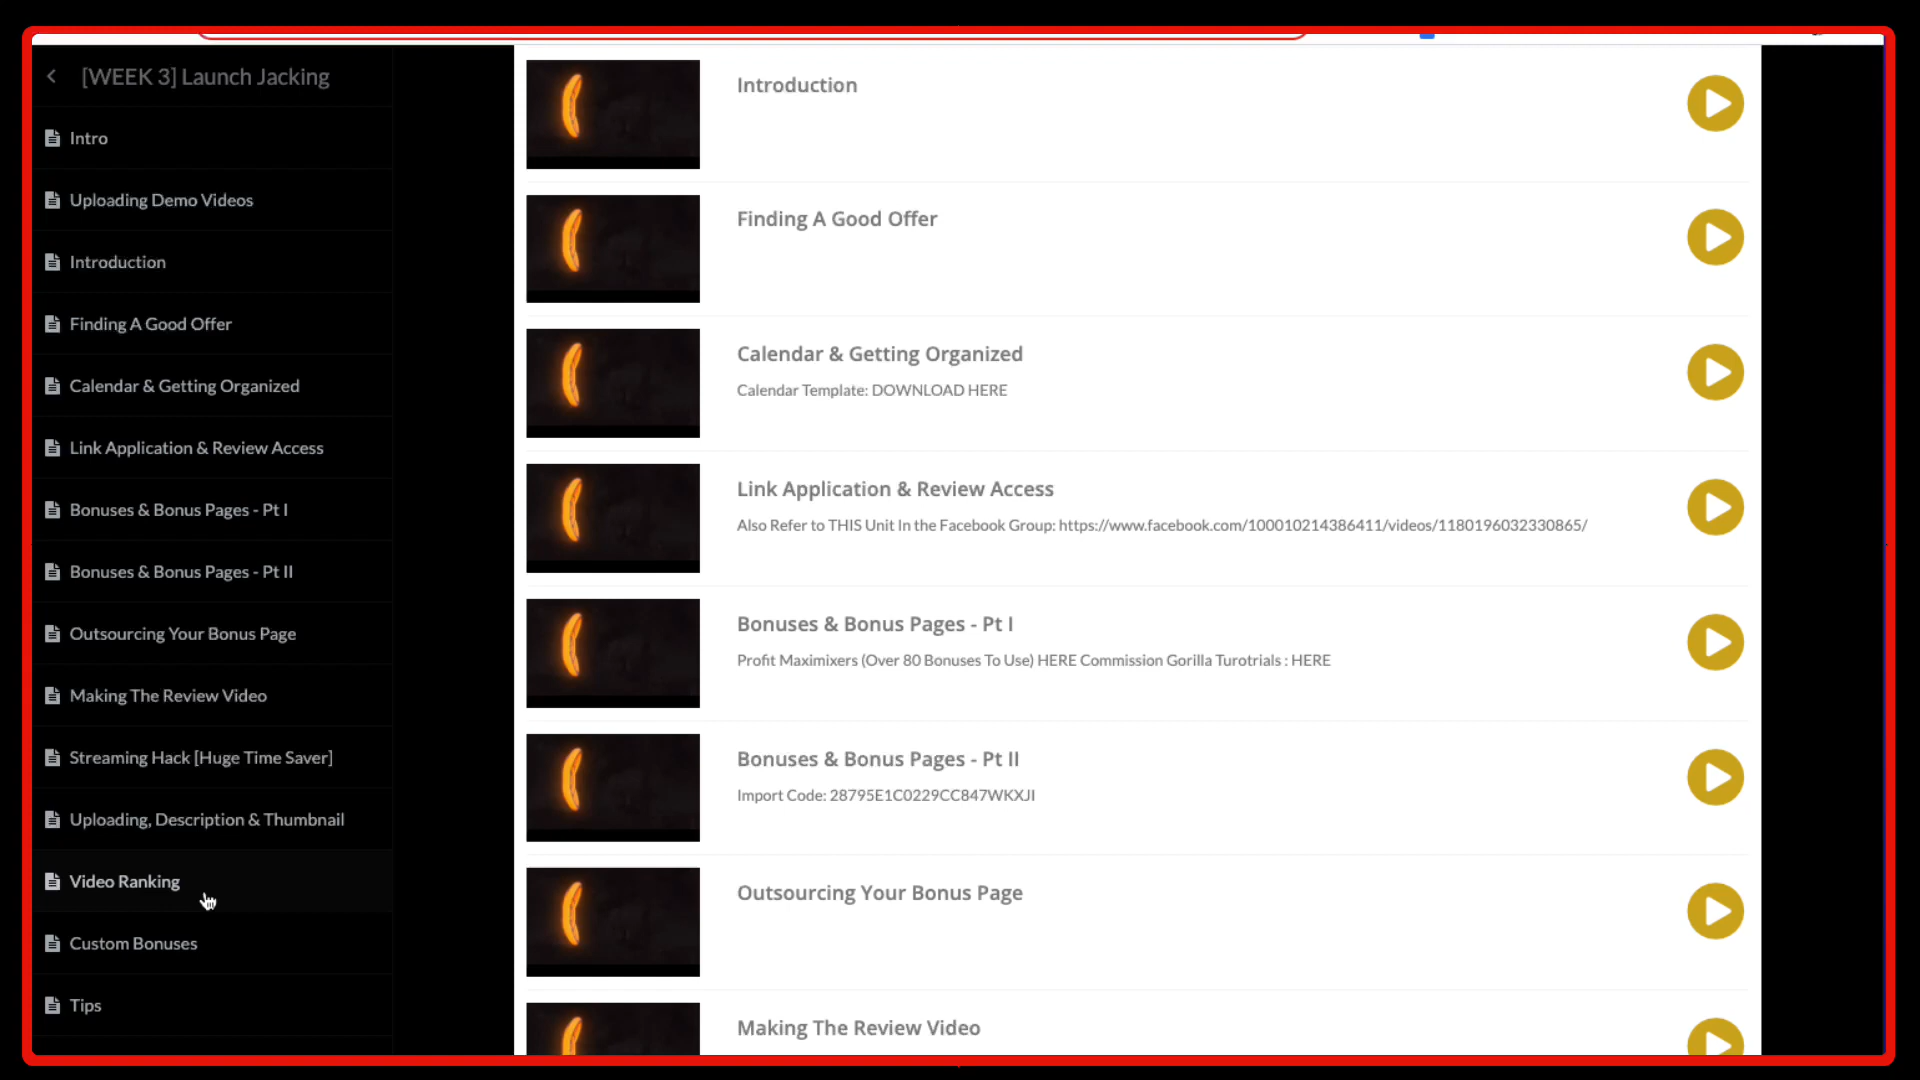 [WEEK 3] Launch Jacking
Intro
Uploading Demo Videos
Introduction
Finding A Good Offer
Calendar & Getting Organized
Link Application & Review Access
Bonuses & Bonus Pages - Pt I
Bonuses & Bonus Pages - Pt II
Outsourcing Your Bonus Page
Making The Review Video
Streaming Hack [Huge Time Saver]
Uploading, Description & Thumbnail
Video Ranking
Custom Bonuses
Tips
Introduction
Finding A Good Offer
Calendar & Getting Organized
Calendar Template: DOWNLOAD HERE
Link Application & Review Access
Also Refer to THIS Unit In the Facebook Group: https://www.facebook.com/100010214386411/videos/1180196032330865/
Bonuses & Bonus Pages - Pt I
Profit Maximixers (Over 80 Bonuses To Use) HERE Commission Gorilla Turotrials : HERE
Bonuses & Bonus Pages - Pt II
Import Code: 28795E1C0229CC847WKXJI
Outsourcing Your Bonus Page
Making The Review Video